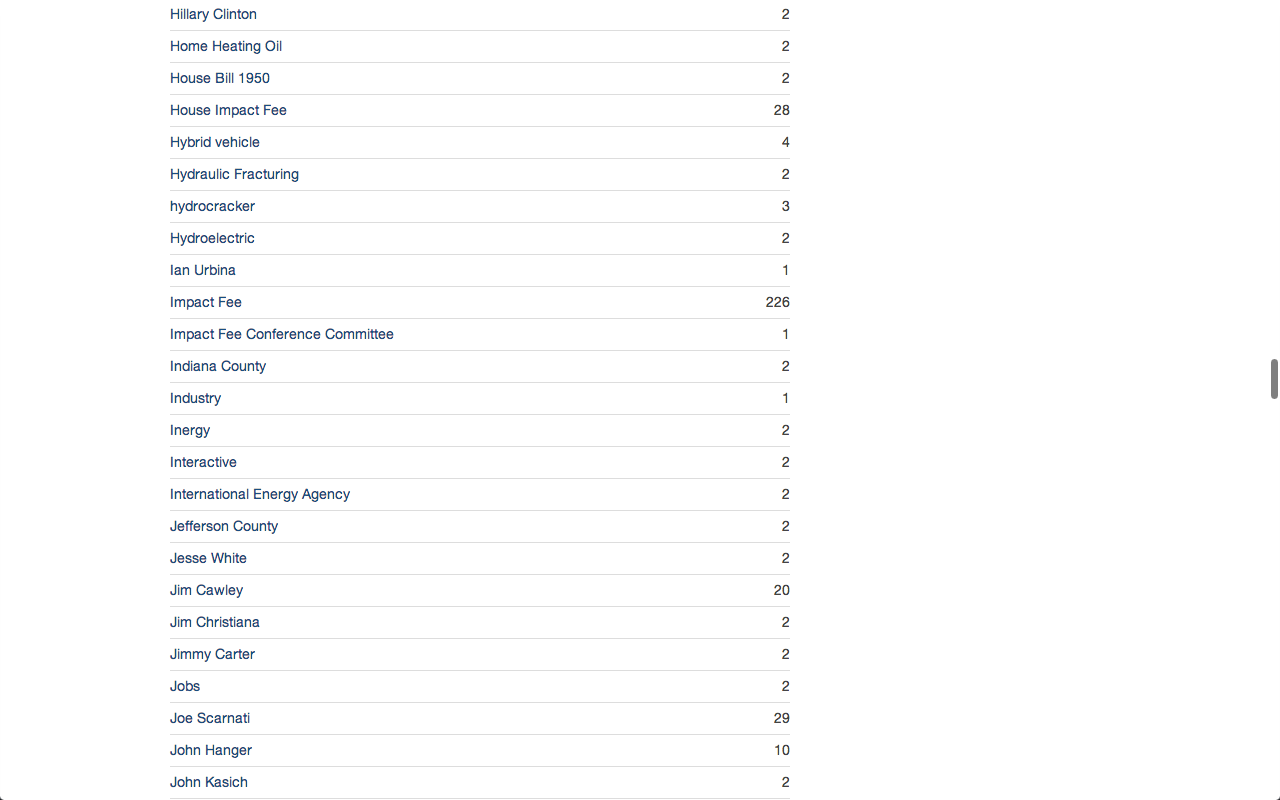 Hillary Clinton 2
Home Heating Oil 2
House Bill 1950 2
House Impact Fee 28
Hybrid vehicle 4
Hydraulic Fracturing 2
hydrocracker 3
Hydroelectric 2
Ian Urbina 1
Impact Fee 226
Impact Fee Conference Committee 1
Indiana County 2
Industry 1
Inergy 2
Interactive 2
International Energy Agency 2
Jefferson County 2
Jesse White 2
Jim Cawley 20
Jim Christiana 2
Jimmy Carter 2
Jobs 2
Joe Scarnati 29
John Hanger 10
John Kasich 2